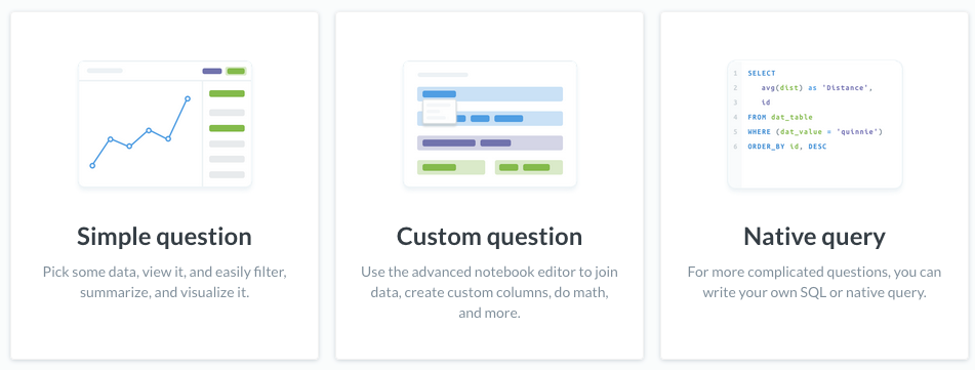 Simple question
Pick some data, view it, and easily filter,
summarize, and visualize it.
Custom question
Use the advanced notebook editor to join
data, create custom columns, do math,
and more.
1 SELECT
2 avg(dist) as 'Distance',
3 id
4 FROM dat_table
5 WHERE (dat_value = 'quinnie')
6 ORDER_BY id, DESC
Native query
For more complicated questions, you can
write your own SQL or native query.